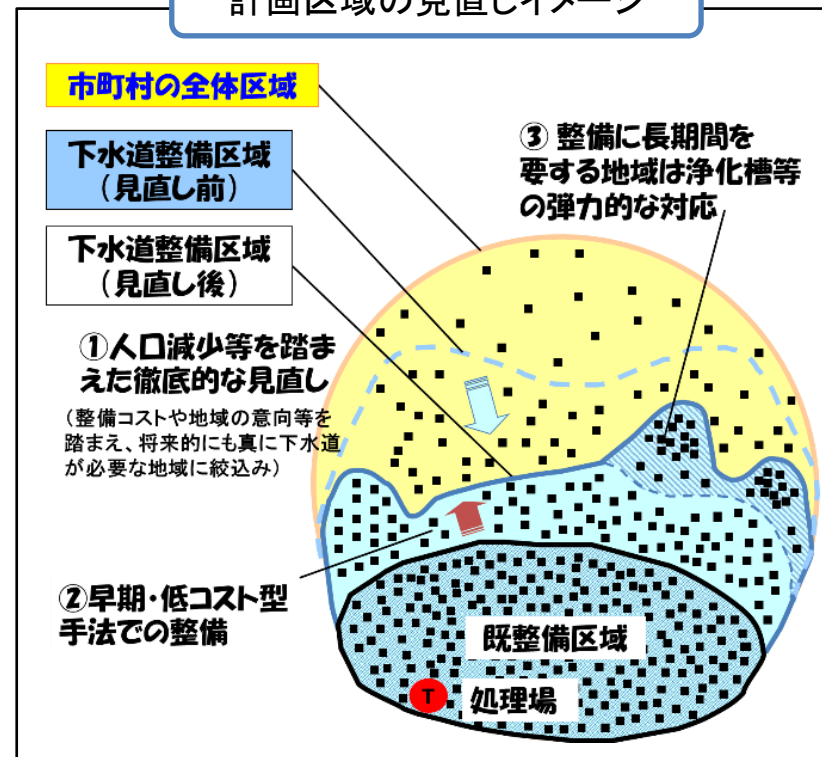 計画区域の見直しイメージ
市町村の全体区域
下水道整備区域
（見直し前）
下水道整備区域
（見直し後）
③ 整備に長期間を
要する地域は浄化槽等
の弾力的な対応
①人口減少等を踏ま
えた徹底的な見直し
（整備コストや地域の意向等を
踏まえ、将来的にも真に下水道
が必要な地域に絞込み）
②早期・低コスト型
手法での整備
既整備区域
T 処理場